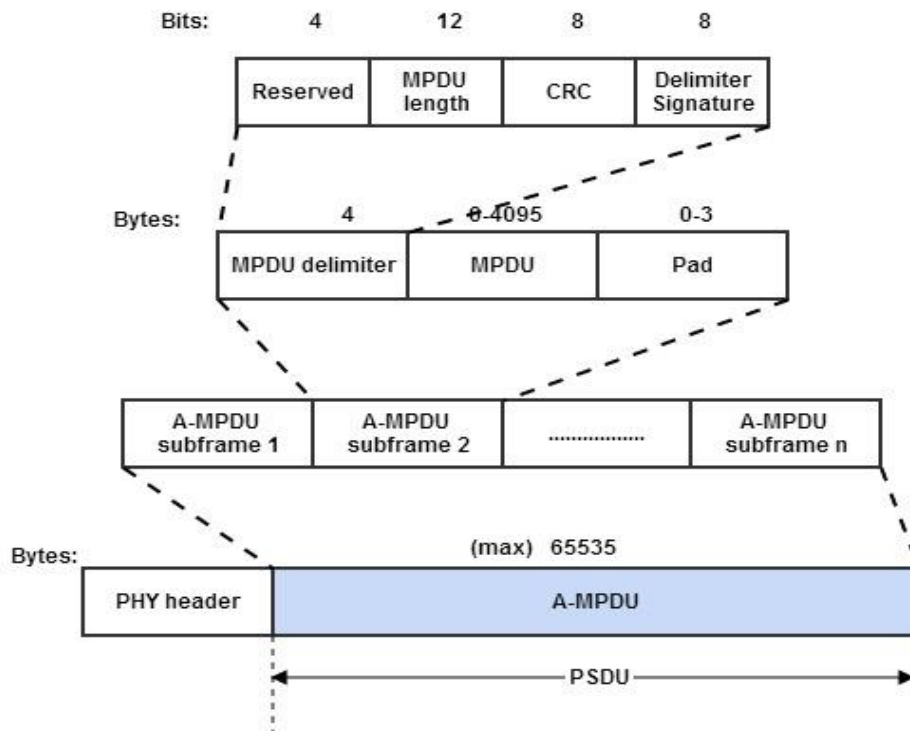 Bits: 4 12 8 8
Reserved MPDU length CRC Delimiter Signature
Bytes: 4 0-4095 0-3
MPDU delimiter MPDU Pad
A-MPDU subframe 1 A-MPDU subframe 2 ................. A-MPDU subframe n
Bytes: (max) 65535
PHY header A-MPDU
PSDU